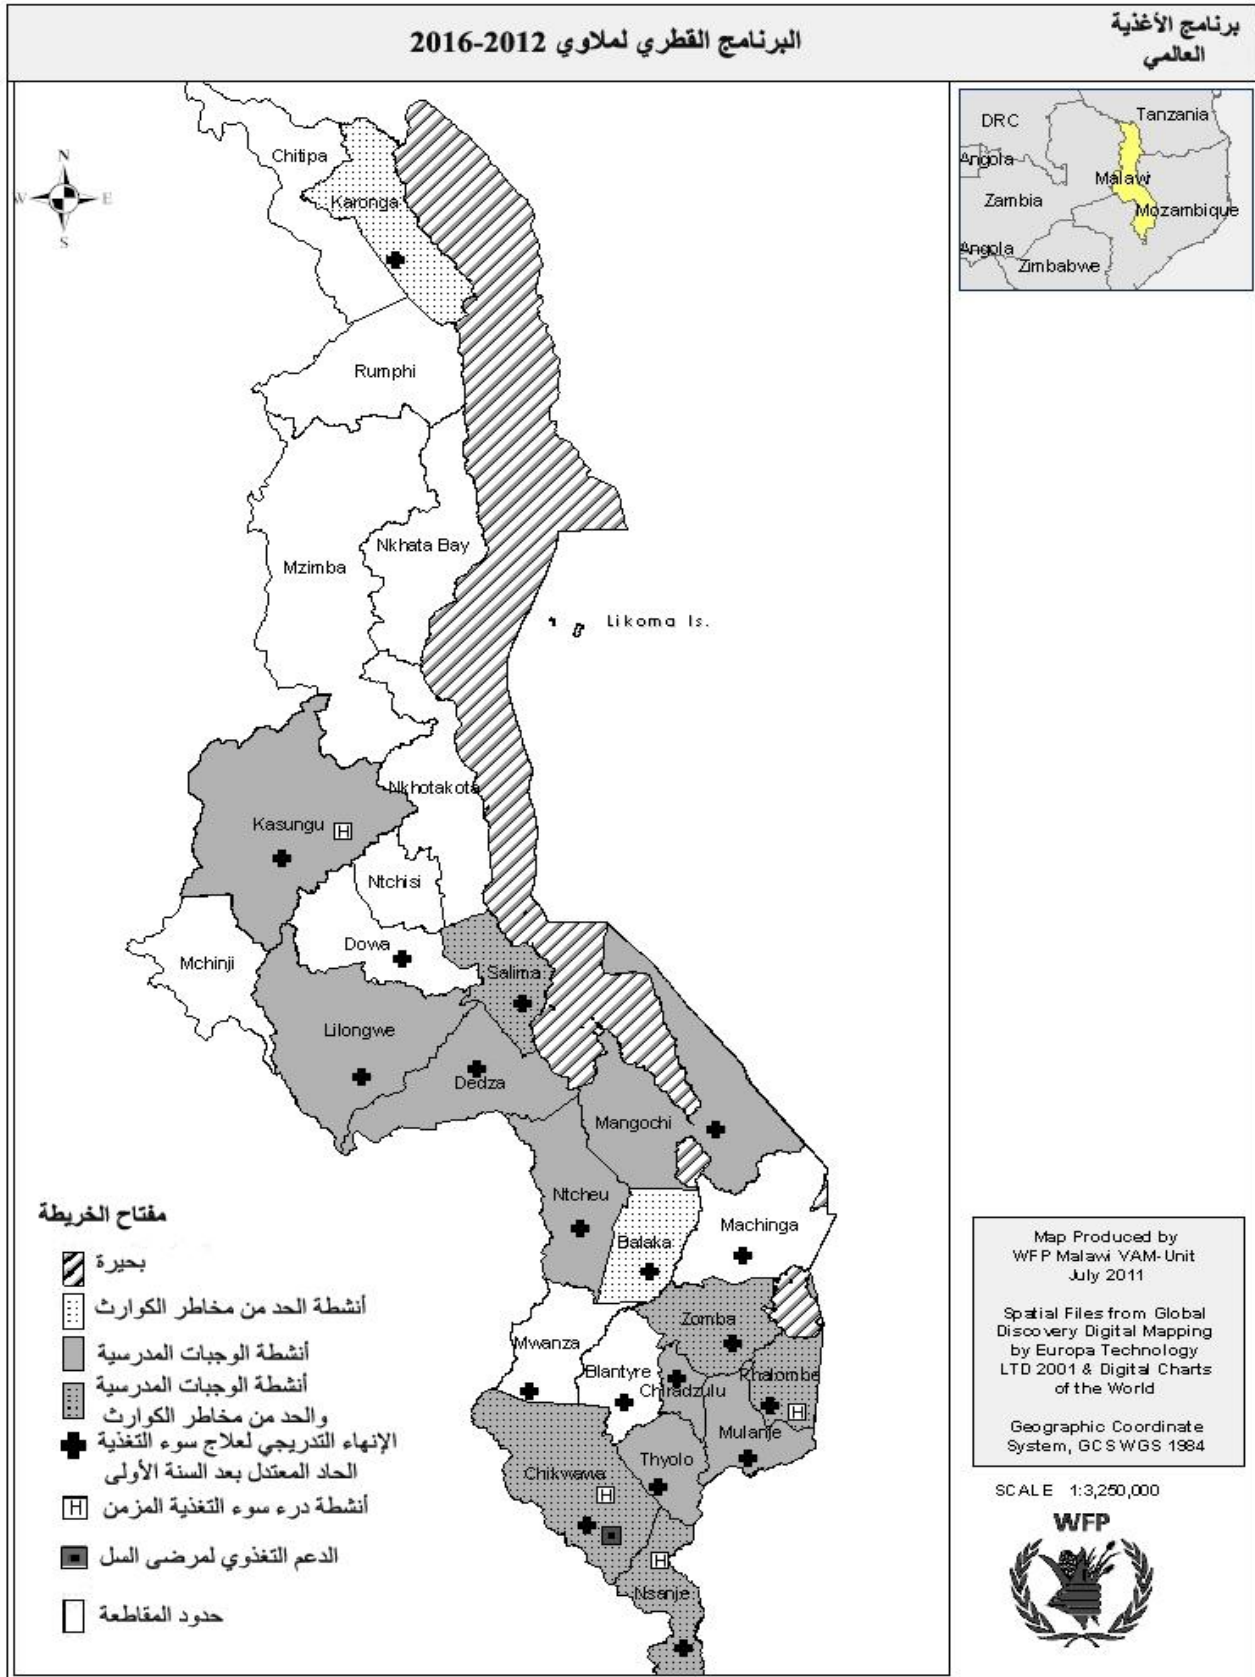 برنامج الأغذية
العالمي
البرنامج القطري لملاوي 2012-2016
N
W
E
S
Chitipa
Karonga
Rumphi
Nkhata Bay
Mzimba
Likoma Is.
Nkhotakota
Kasungu
H
Ntchisi
Dowa
Mchinji
Salima
Lilongwe
Dedza
Mangochi
Ntcheu
Balaka
Machinga
Zomba
Mwanza
Blantyre
Chiradzulu
Phalombe
H
Mulanje
Thyolo
Chikwawa
H
H
Nsanje
DRC
Tanzania
Angola
Malawi
Zambia
Mozambique
Angola
Zimbabwe
مفتاح الخريطة
بحيرة
أنشطة الحد من مخاطر الكوارث
أنشطة الوجبات المدرسية
أنشطة الوجبات المدرسية
والحد من مخاطر الكوارث
الإنهاء التدريجي لعلاج سوء التغذية
الحاد المعتدل بعد السنة الأولى
H أنشطة درء سوء التغذية المزمن
الدعم التغذوي لمرضى السل
حدود المقاطعة
Map Produced by
WFP Malawi VAM-Unit
July 2011
Spatial Files from Global
Discovery Digital Mapping
by Europa Technology
LTD 2001 & Digital Charts
of the World
Geographic Coordinate
System, GCS WGS 1984
SCALE 1:3,250,000
WFP